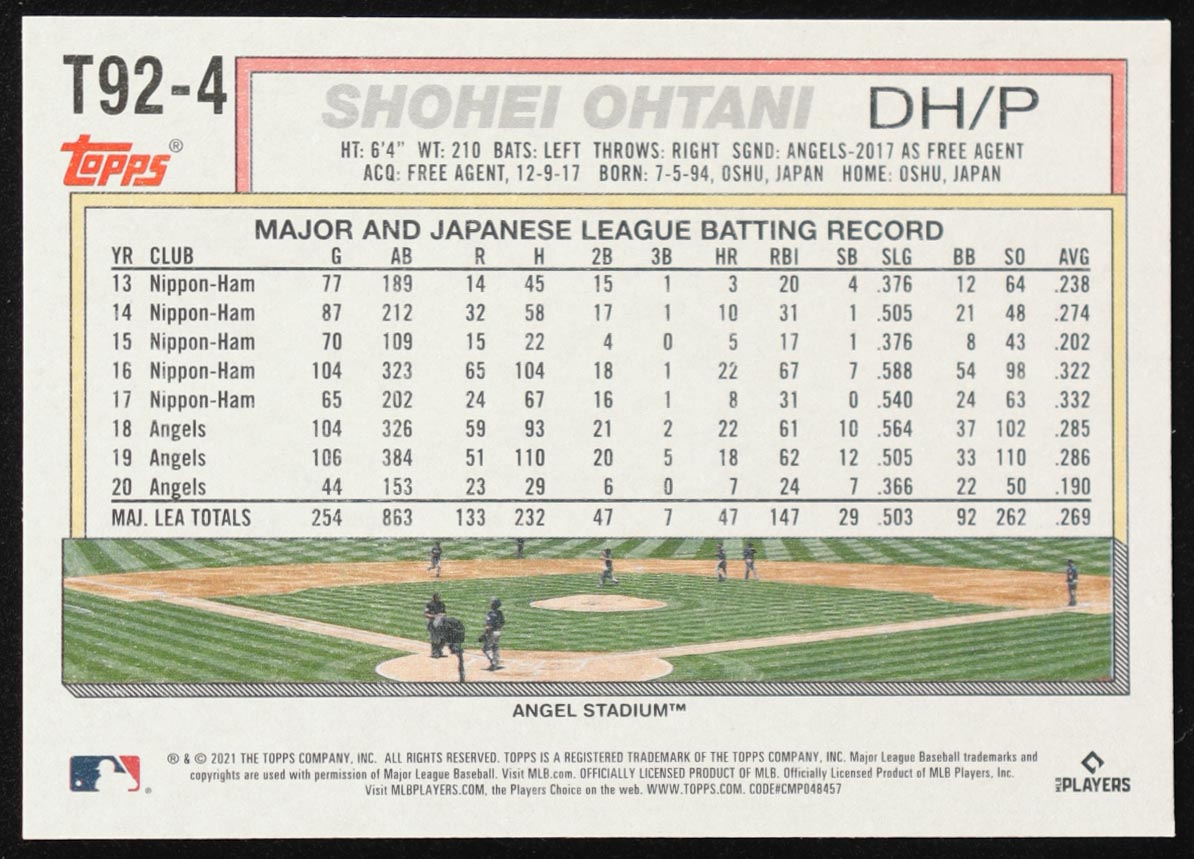 T92-4
topps®
SHOHEI OHTANI DH/P
HT: 6'4" WT: 210 BATS: LEFT THROWS: RIGHT SGND: ANGELS-2017 AS FREE AGENT
ACQ: FREE AGENT, 12-9-17 BORN: 7-5-94, OSHU, JAPAN HOME: OSHU, JAPAN
MAJOR AND JAPANESE LEAGUE BATTING RECORD
YR CLUB G AB R H 2B 3B HR RBI SB SLG BB SO AVG
13 Nippon-Ham 77 189 14 45 15 1 3 20 4 .376 12 64 .238
14 Nippon-Ham 87 212 32 58 17 1 10 31 1 .505 21 48 .274
15 Nippon-Ham 70 109 15 22 4 0 5 17 1 .376 8 43 .202
16 Nippon-Ham 104 323 65 104 18 1 22 67 7 .588 54 98 .322
17 Nippon-Ham 65 202 24 67 16 1 8 31 0 .540 24 63 .332
18 Angels 104 326 59 93 21 2 22 61 10 .564 37 102 .285
19 Angels 106 384 51 110 20 5 18 62 12 .505 33 110 .286
20 Angels 44 153 23 29 6 0 7 24 7 .366 22 50 .190
MAJ. LEA TOTALS 254 863 133 232 47 7 47 147 29 .503 92 262 .269
ANGEL STADIUM™
® & © 2021 THE TOPPS COMPANY, INC. ALL RIGHTS RESERVED. TOPPS IS A REGISTERED TRADEMARK OF THE TOPPS COMPANY, INC. Major League Baseball trademarks and
copyrights are used with permission of Major League Baseball. Visit MLB.com. OFFICIALLY LICENSED PRODUCT OF MLB. Officially Licensed Product of MLB Players, Inc.
Visit MLBPLAYERS.COM, the Players Choice on the web. WWW.TOPPS.COM. CODE#CMP048457
®
MLB PLAYERS